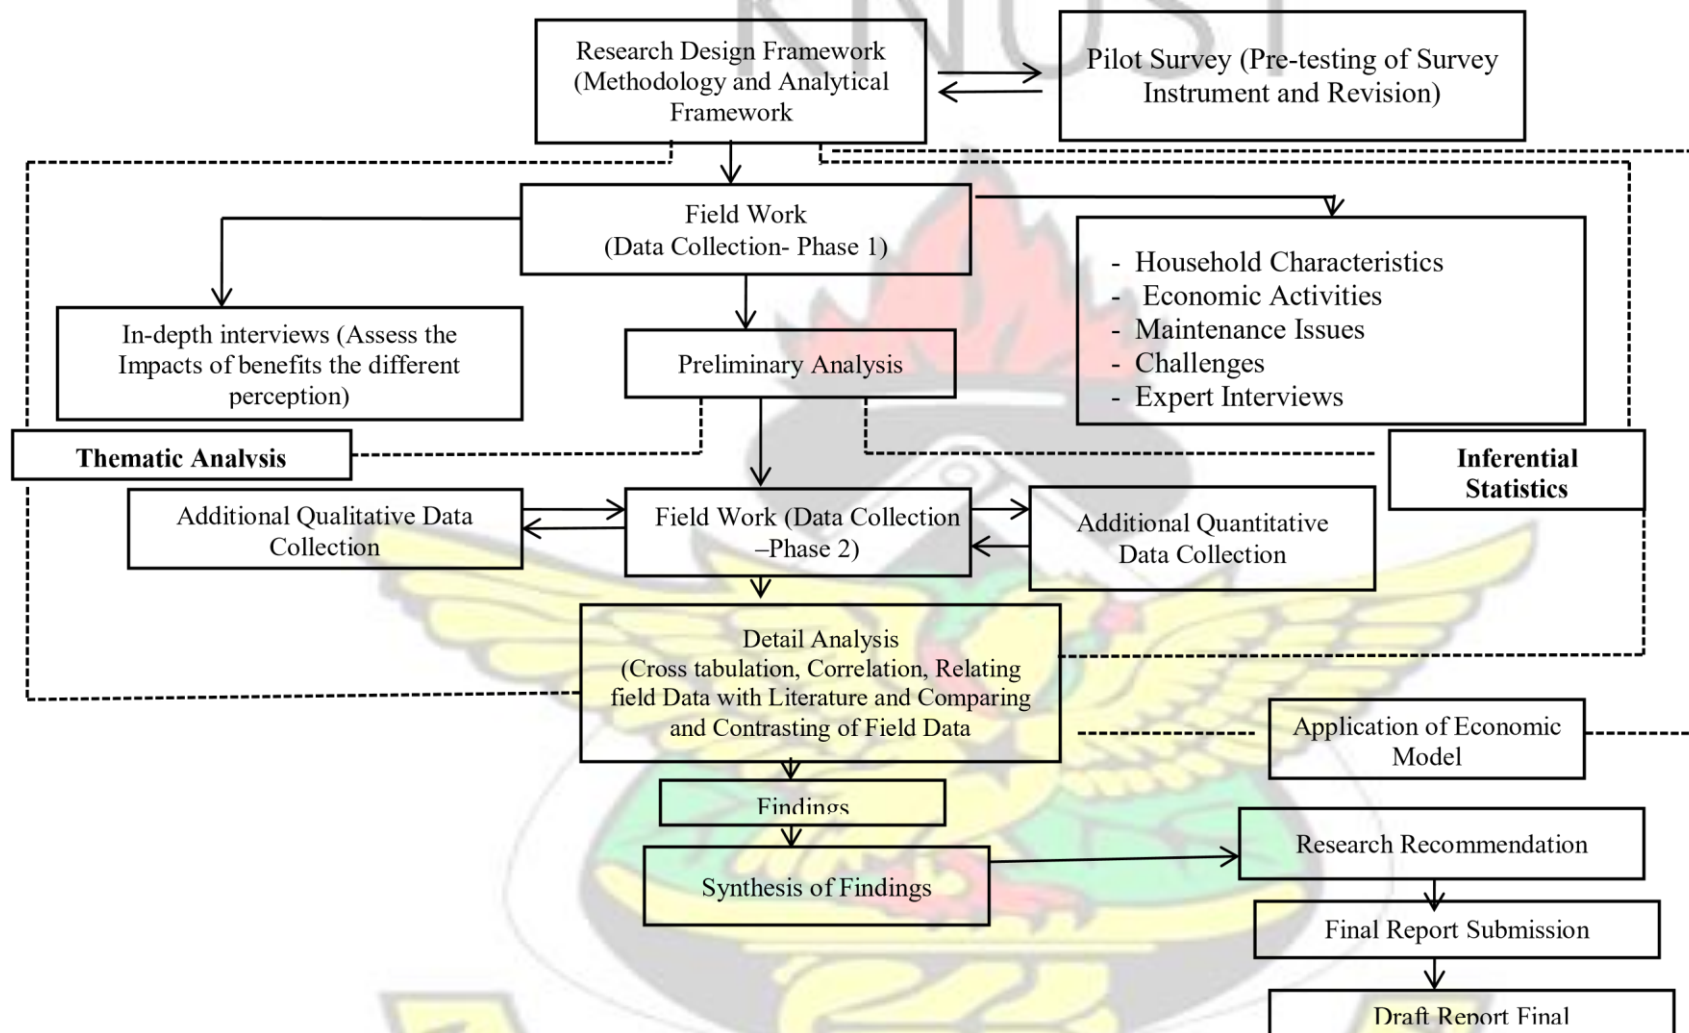 KNUST
Research Design Framework
(Methodology and Analytical
Framework
Pilot Survey (Pre-testing of Survey
Instrument and Revision)
Field Work
(Data Collection- Phase 1)
In-depth interviews (Assess the
Impacts of benefits the different
perception)
Preliminary Analysis
- Household Characteristics
- Economic Activities
- Maintenance Issues
- Challenges
- Expert Interviews
Thematic Analysis
Inferential
Statistics
Additional Qualitative Data
Collection
Field Work (Data Collection
–Phase 2)
Additional Quantitative
Data Collection
Detail Analysis
(Cross tabulation, Correlation, Relating
field Data with Literature and Comparing
and Contrasting of Field Data
Application of Economic
Model
Findings
Synthesis of Findings
Research Recommendation
Final Report Submission
Draft Report Final